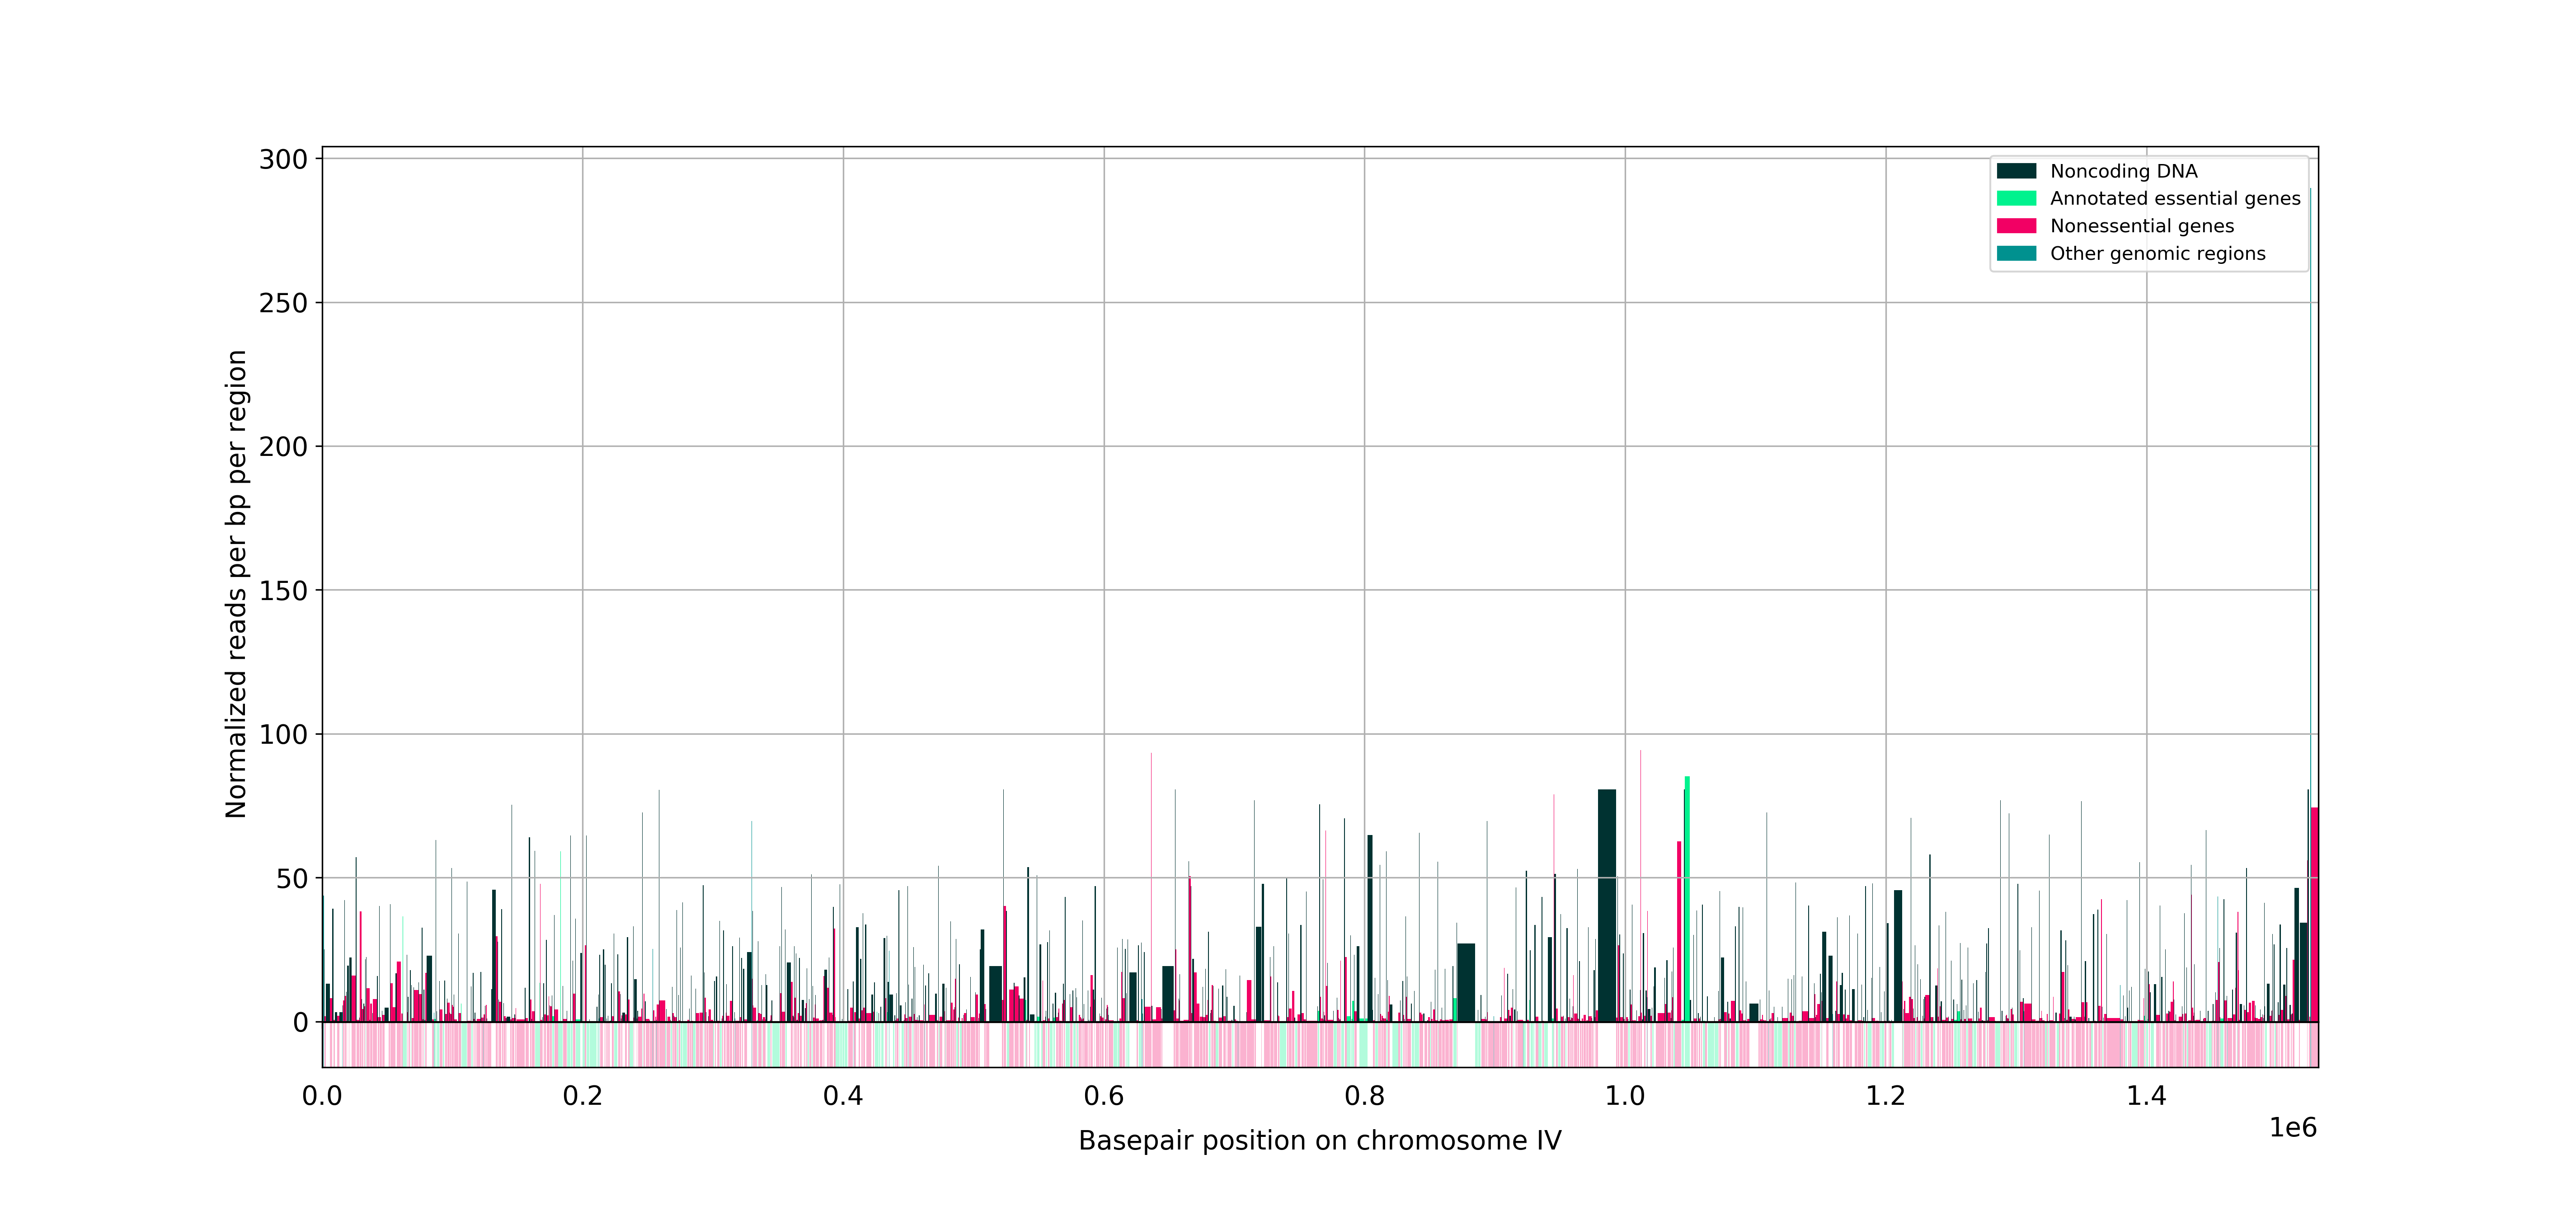 300
250
200
150
100
50
0
Normalized reads per bp per region
Noncoding DNA
Annotated essential genes
Nonessential genes
Other genomic regions
0.0 0.2 0.4 0.6 0.8 1.0 1.2 1.4
1e6
Basepair position on chromosome IV